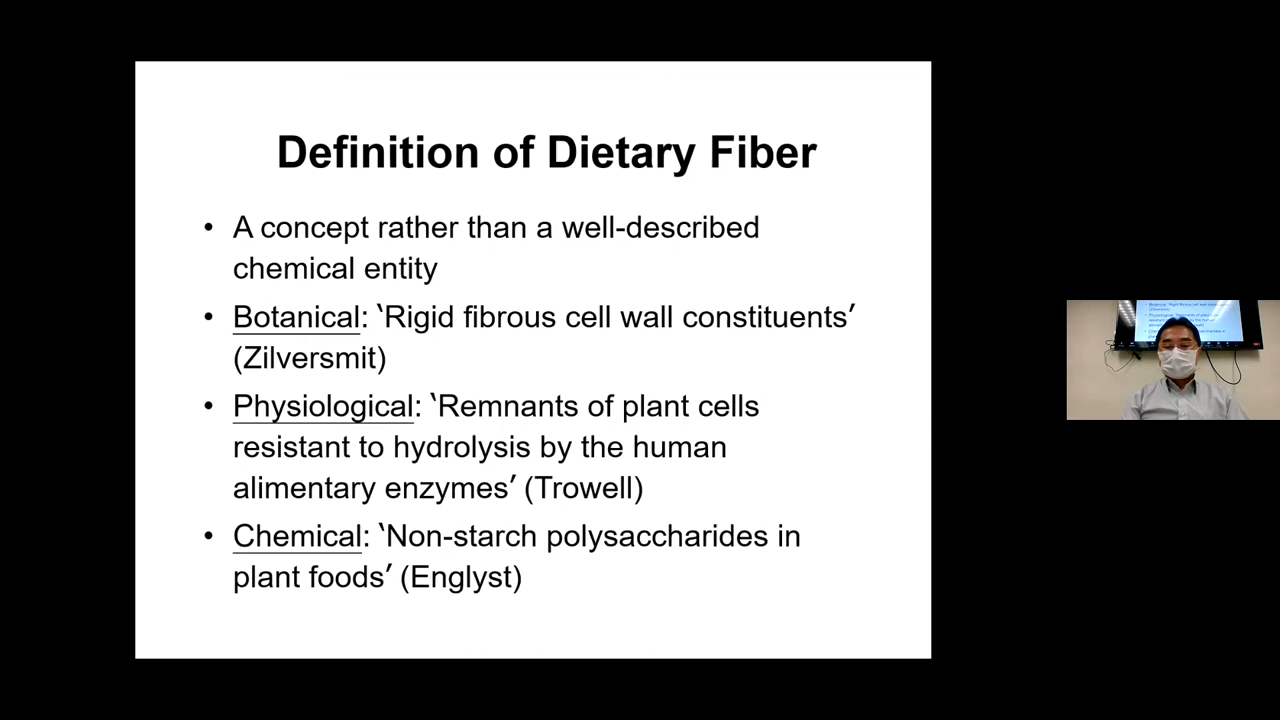 Definition of Dietary Fiber
• A concept rather than a well-described
chemical entity
• Botanical: ‛Rigid fibrous cell wall constituents’
(Zilversmit)
• Physiological: ‛Remnants of plant cells
resistant to hydrolysis by the human
alimentary enzymes’ (Trowell)
• Chemical: ‛Non-starch polysaccharides in
plant foods’ (Englyst)